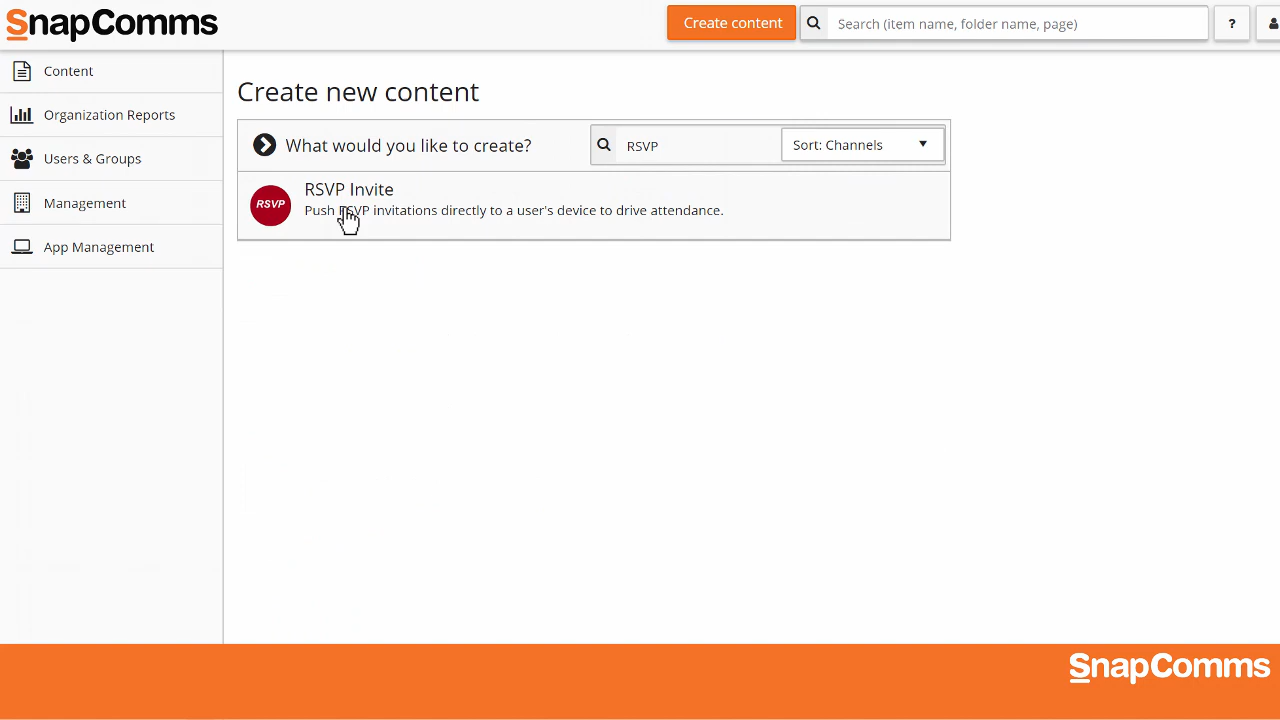 SnapComms
Create content
Search (item name, folder name, page)
?
Content
Organization Reports
Users & Groups
Management
App Management
Create new content
What would you like to create?
RSVP
Sort: Channels
RSVP
RSVP Invite
Push RSVP invitations directly to a user's device to drive attendance.
SnapComms